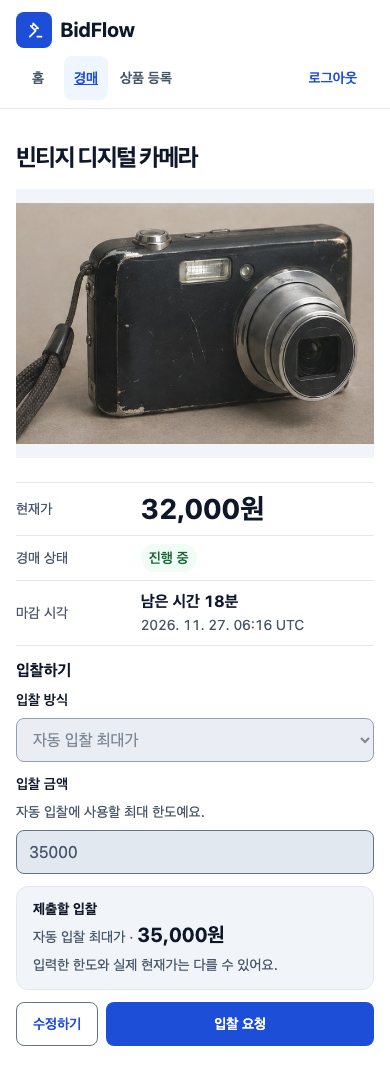 BidFlow
홈 경매 상품 등록 로그아웃
빈티지 디지털 카메라
현재가 32,000원
경매 상태 진행 중
마감 시각 남은 시간 18분
2026. 11. 27. 06:16 UTC
입찰하기
입찰 방식
자동 입찰 최대가
입찰 금액
자동 입찰에 사용할 최대 한도예요.
35000
제출할 입찰
자동 입찰 최대가 · 35,000원
입력한 한도와 실제 현재가는 다를 수 있어요.
수정하기 입찰 요청